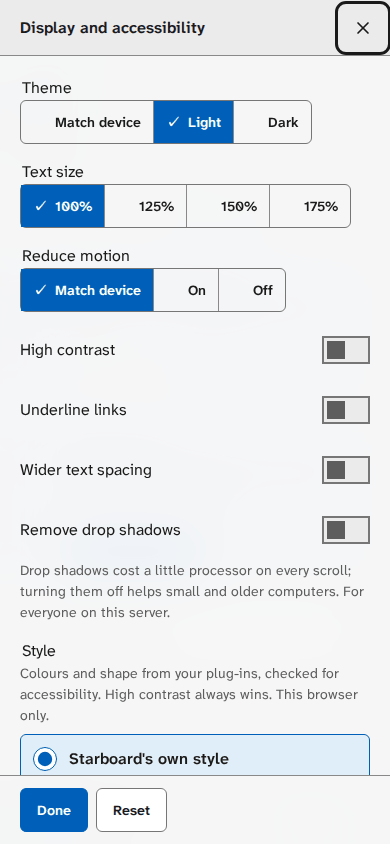 Display and accessibility
Theme
Match device
✓ Light
Dark
Text size
✓ 100%
125%
150%
175%
Reduce motion
✓ Match device
On
Off
High contrast
Underline links
Wider text spacing
Remove drop shadows
Drop shadows cost a little processor on every scroll;
turning them off helps small and older computers. For
everyone on this server.
Style
Colours and shape from your plug-ins, checked for
accessibility. High contrast always wins. This browser
only.
Starboard's own style
Done
Reset